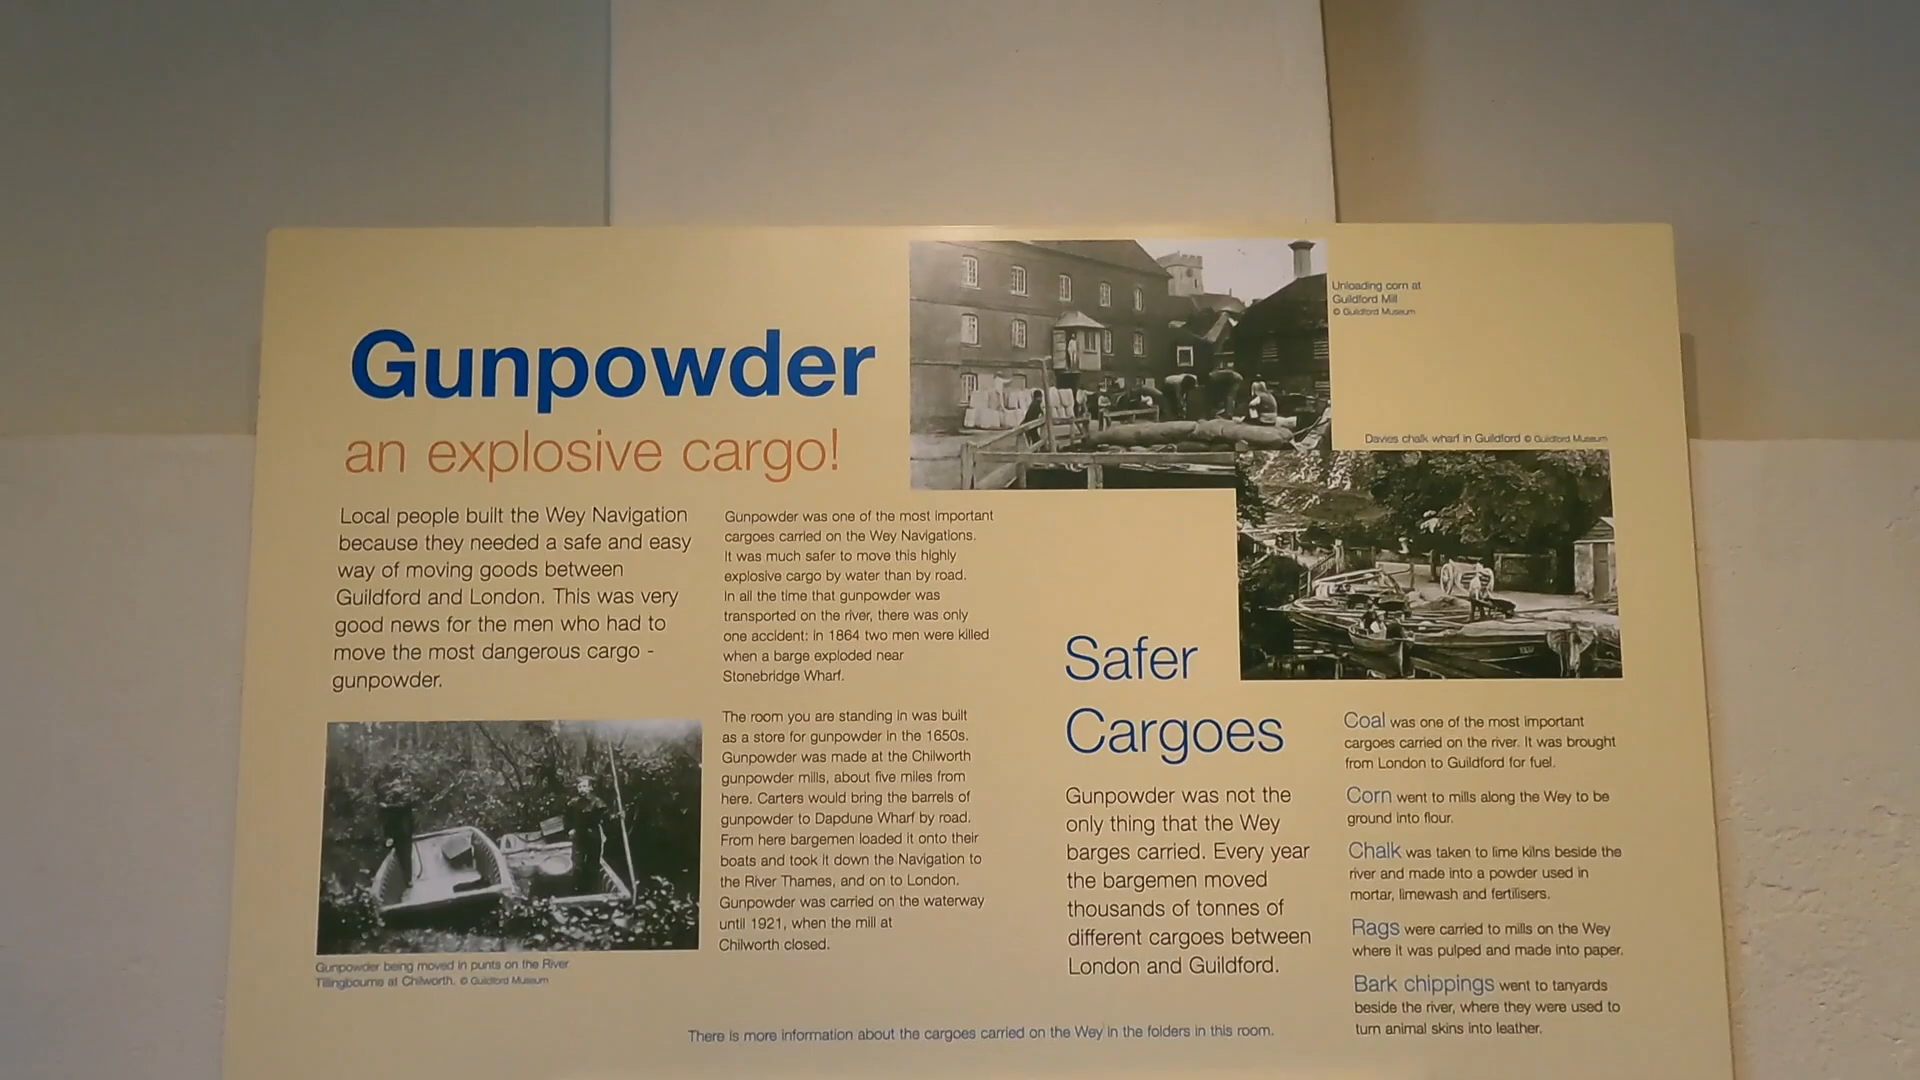 Gunpowder
an explosive cargo!
Local people built the Wey Navigation
because they needed a safe and easy
way of moving goods between
Guildford and London. This was very
good news for the men who had to
move the most dangerous cargo -
gunpowder.
Gunpowder being moved in punts on the River
Tillingbourne at Chilworth. © Guildford Museum
Gunpowder was one of the most important
cargoes carried on the Wey Navigations.
It was much safer to move this highly
explosive cargo by water than by road.
In all the time that gunpowder was
transported on the river, there was only
one accident: in 1864 two men were killed
when a barge exploded near
Stonebridge Wharf.
The room you are standing in was built
as a store for gunpowder in the 1650s.
Gunpowder was made at the Chilworth
gunpowder mills, about five miles from
here. Carters would bring the barrels of
gunpowder to Dapdune Wharf by road.
From here bargemen loaded it onto their
boats and took it down the Navigation to
the River Thames, and on to London.
Gunpowder was carried on the waterway
until 1921, when the mill at
Chilworth closed.
Unloading corn at
Guildford Mill
© Guildford Museum
Davies chalk wharf in Guildford © Guildford Museum
Safer
Cargoes
Gunpowder was not the
only thing that the Wey
barges carried. Every year
the bargemen moved
thousands of tonnes of
different cargoes between
London and Guildford.
Coal was one of the most important
cargoes carried on the river. It was brought
from London to Guildford for fuel.
Corn went to mills along the Wey to be
ground into flour.
Chalk was taken to lime kilns beside the
river and made into a powder used in
mortar, limewash and fertilisers.
Rags were carried to mills on the Wey
where it was pulped and made into paper.
Bark chippings went to tanyards
beside the river, where they were used to
turn animal skins into leather.
There is more information about the cargoes carried on the Wey in the folders in this room.